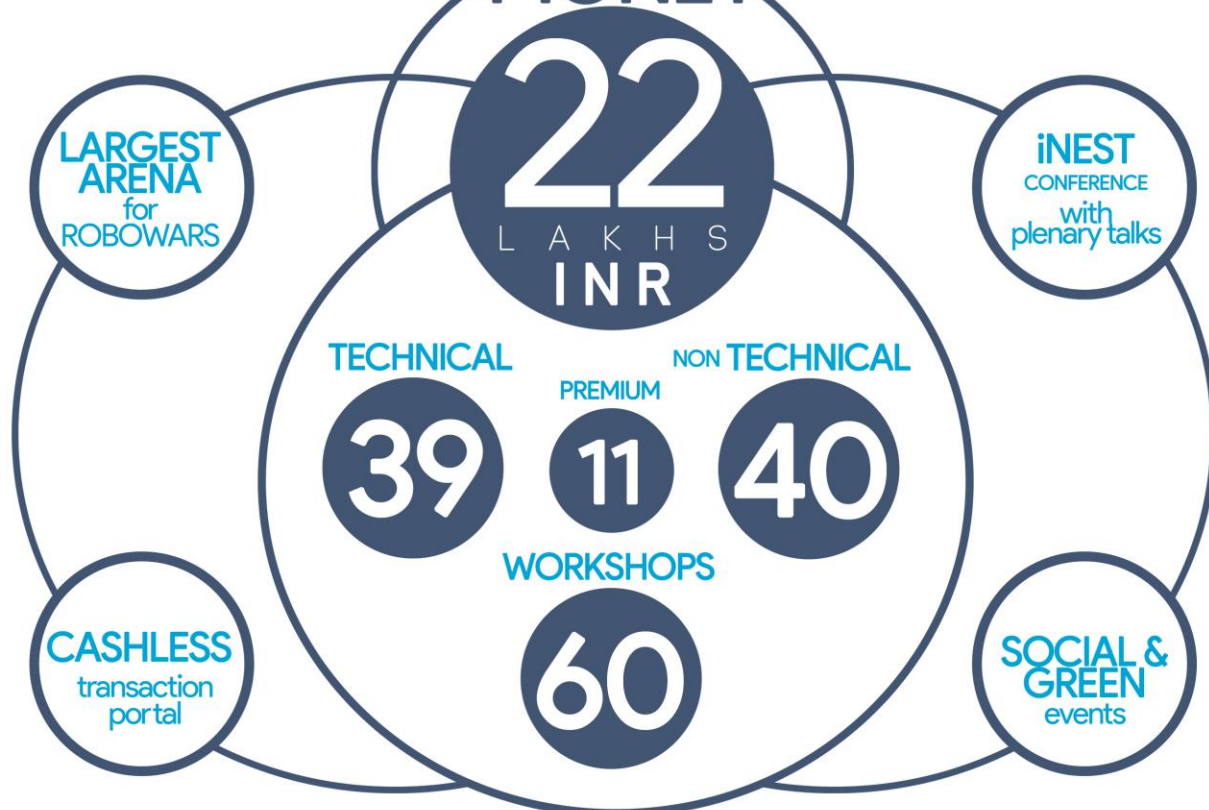 MONEY
22
LAKHS
INR
LARGEST
ARENA
for
ROBOWARS
iNEST
CONFERENCE
with
plenary talks
TECHNICAL
39
PREMIUM
11
NON TECHNICAL
40
WORKSHOPS
60
CASHLESS
transaction
portal
SOCIAL &
GREEN
events